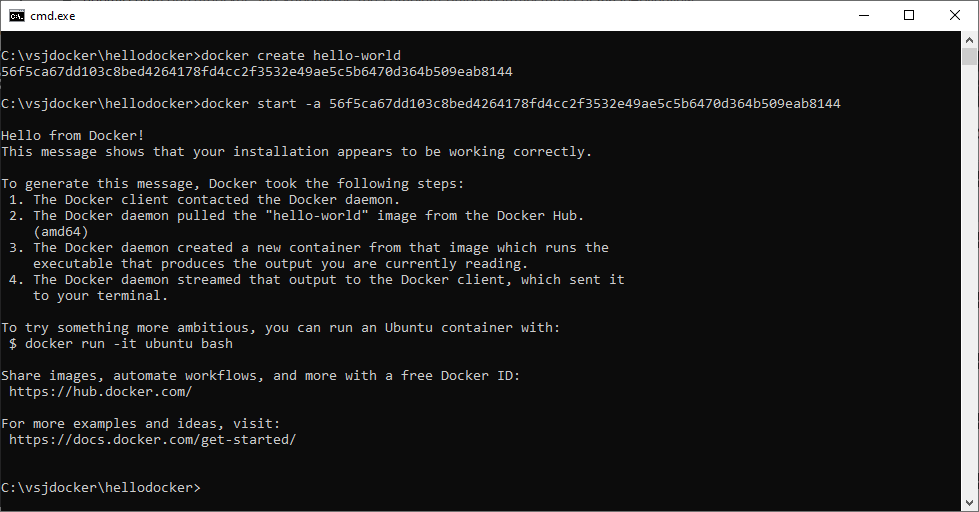 cmd.exe
C:\vsjdocker\hellodocker>docker create hello-world
56f5ca67dd103c8bed4264178fd4cc2f3532e49ae5c5b6470d364b509eab8144
C:\vsjdocker\hellodocker>docker start -a 56f5ca67dd103c8bed4264178fd4cc2f3532e49ae5c5b6470d364b509eab8144
Hello from Docker!
This message shows that your installation appears to be working correctly.
To generate this message, Docker took the following steps:
1. The Docker client contacted the Docker daemon.
2. The Docker daemon pulled the "hello-world" image from the Docker Hub.
(amd64)
3. The Docker daemon created a new container from that image which runs the
executable that produces the output you are currently reading.
4. The Docker daemon streamed that output to the Docker client, which sent it
to your terminal.
To try something more ambitious, you can run an Ubuntu container with:
$ docker run -it ubuntu bash
Share images, automate workflows, and more with a free Docker ID:
https://hub.docker.com/
For more examples and ideas, visit:
https://docs.docker.com/get-started/
C:\vsjdocker\hellodocker>